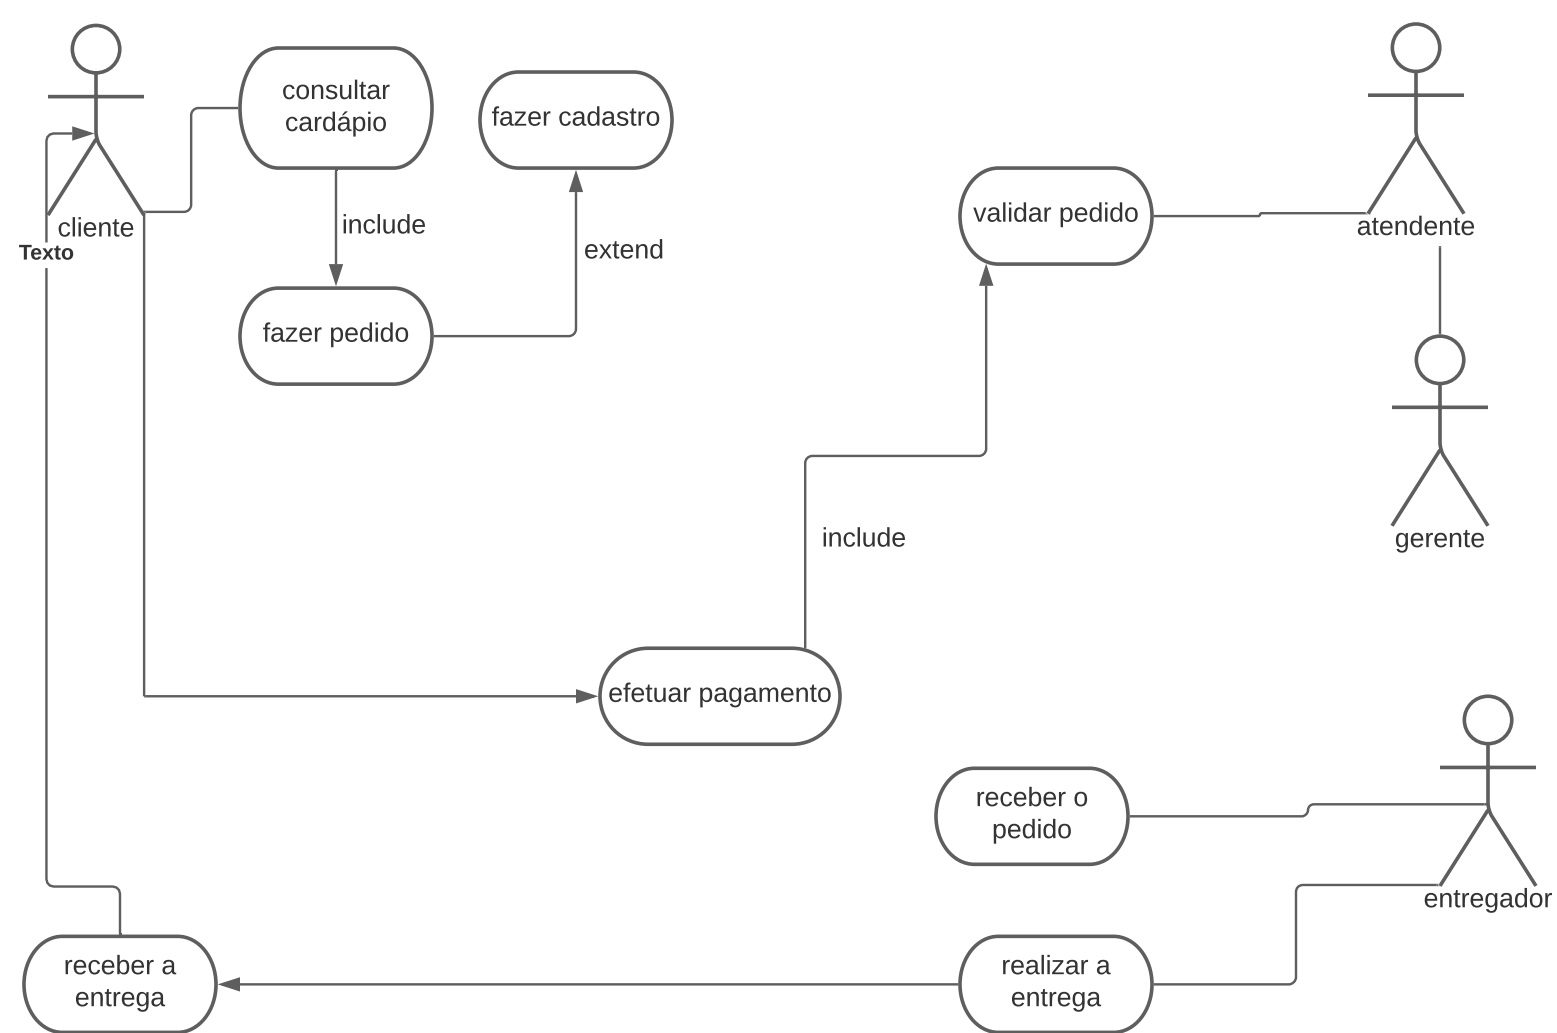 consultar
cardápio
fazer cadastro
validar pedido
cliente
Texto
include
extend
atendente
fazer pedido
include
gerente
efetuar pagamento
receber o
pedido
entregador
receber a
entrega
realizar a
entrega